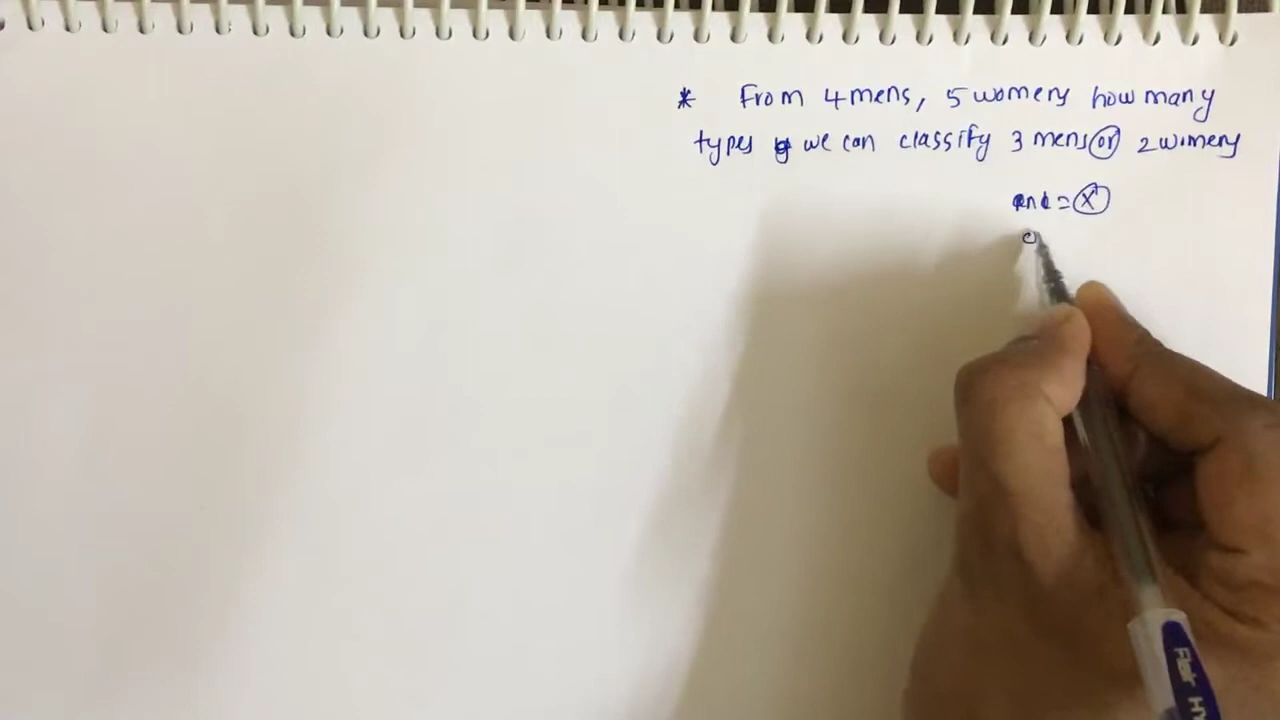 * From 4 mens, 5 womens how many
types we can classify 3 mens or 2 womens
and = x
o